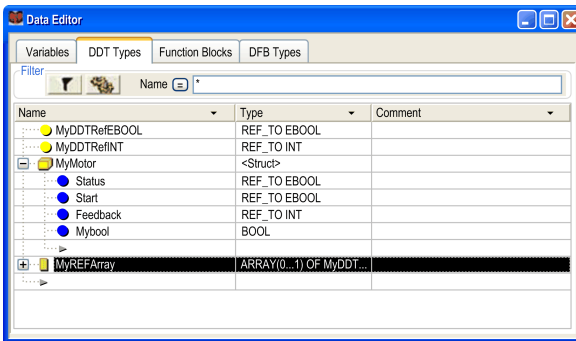 Data Editor
Variables DDT Types Function Blocks DFB Types
Filter
Name = *
Name Type Comment
MyDDTRefEBOOL REF_TO EBOOL
MyDDTRefINT REF_TO INT
MyMotor <Struct>
Status REF_TO EBOOL
Start REF_TO EBOOL
Feedback REF_TO INT
Mybool BOOL
MyREFArray ARRAY(0...1) OF MyDDT...